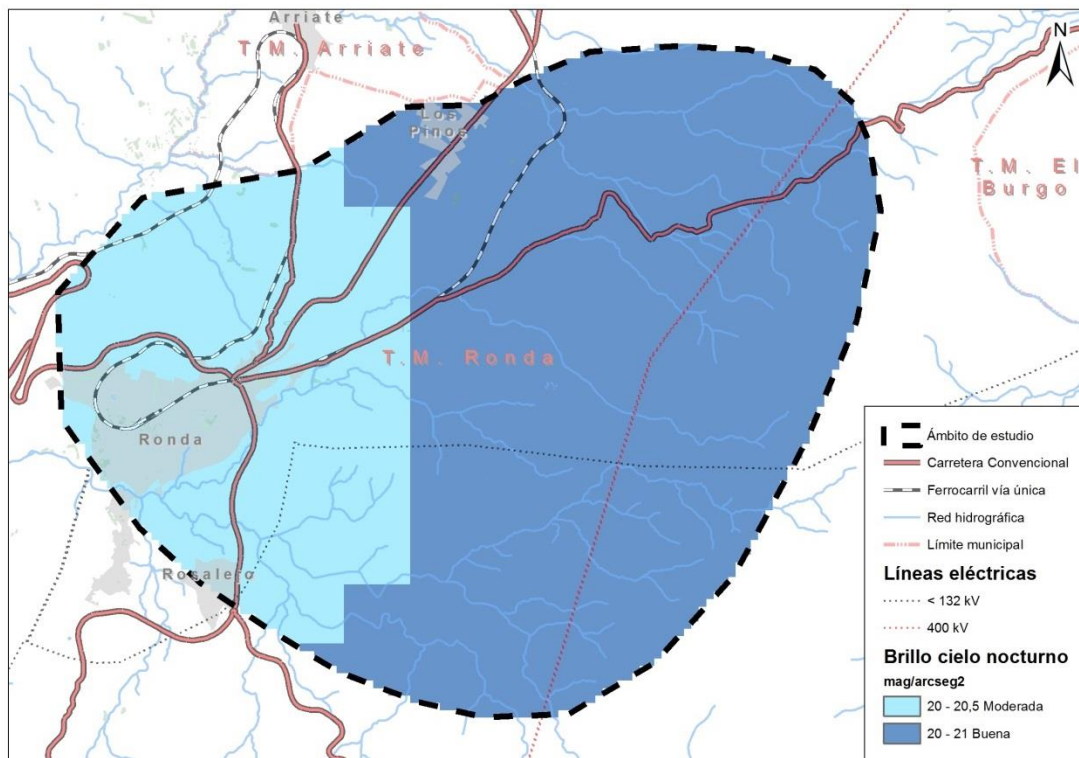 Arriate
T.M. Arriate
N
Los
Pinos
T.M. El
Burgo
T.M. Ronda
Ronda
Rosalejo
Ámbito de estudio
Carretera Convencional
Ferrocarril vía única
Red hidrográfica
Límite municipal
Líneas eléctricas
< 132 kV
400 kV
Brillo cielo nocturno
mag/arcseg2
20 - 20,5 Moderada
20 - 21 Buena